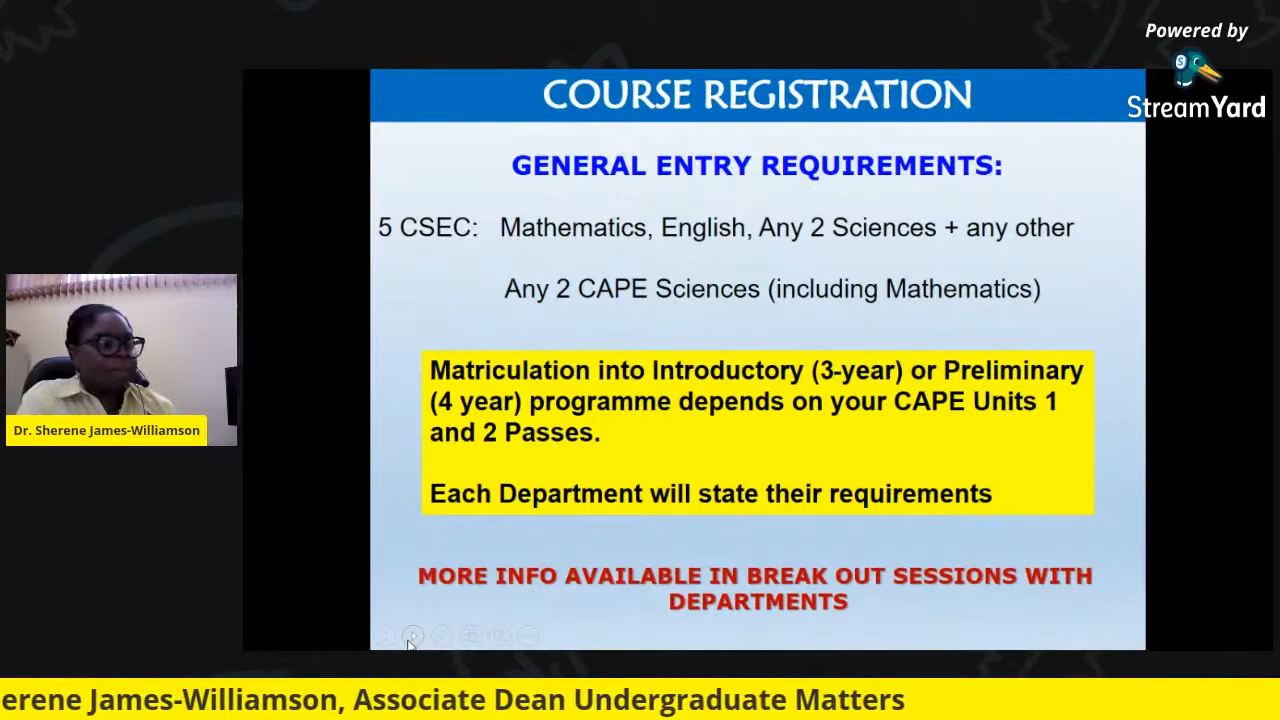 Powered by
StreamYard
COURSE REGISTRATION
GENERAL ENTRY REQUIREMENTS:
5 CSEC: Mathematics, English, Any 2 Sciences + any other
Any 2 CAPE Sciences (including Mathematics)
Matriculation into Introductory (3-year) or Preliminary
(4 year) programme depends on your CAPE Units 1
and 2 Passes.
Each Department will state their requirements
MORE INFO AVAILABLE IN BREAK OUT SESSIONS WITH
DEPARTMENTS
Dr. Sherene James-Williamson
erene James-Williamson, Associate Dean Undergraduate Matters